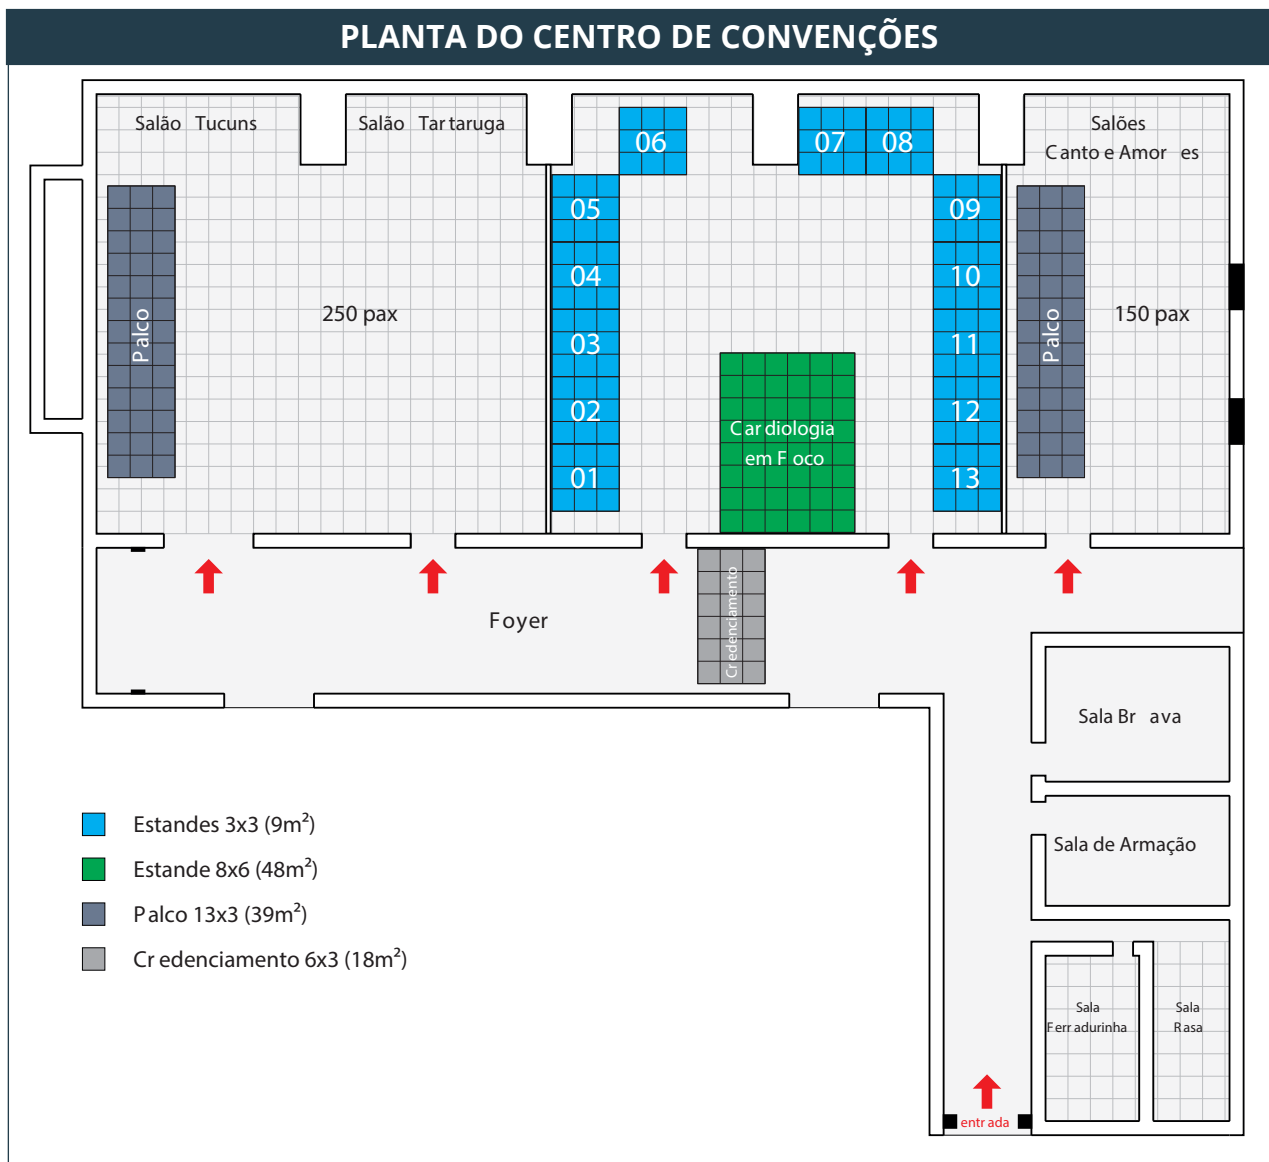 PLANTA DO CENTRO DE CONVENÇÕES
Salão Tucuns
Salão Tartaruga
Salões
Canto e Amores
06
07
08
05
09
04
10
250 pax
150 pax
Palco
Palco
03
11
02
12
Cardiologia
em Foco
01
13
Credenciamento
Foyer
Sala Brava
Sala de Armação
Estandes 3x3 (9m²)
Estande 8x6 (48m²)
Palco 13x3 (39m²)
Credenciamento 6x3 (18m²)
Sala
Ferradurinha
Sala
Rasa
entrada